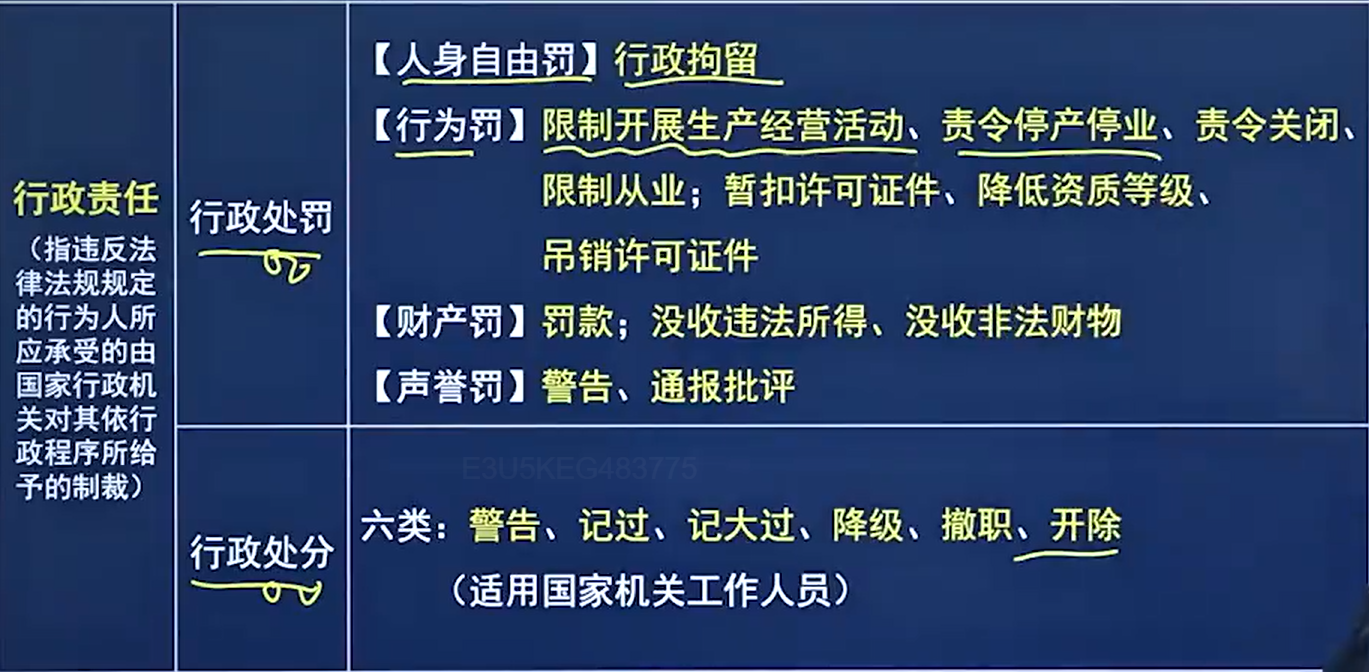 行政责任
（指违反法
律法规规定
的行为人所
应承受的由
国家行政机
关对其依行
政程序所给
予的制裁）
行政处罚
【人身自由罚】行政拘留
【行为罚】限制开展生产经营活动、责令停产停业、责令关闭、
限制从业；暂扣许可证件、降低资质等级、
吊销许可证件
【财产罚】罚款；没收违法所得、没收非法财物
【声誉罚】警告、通报批评
E3U5KEG483775
行政处分
六类：警告、记过、记大过、降级、撤职、开除
（适用国家机关工作人员）